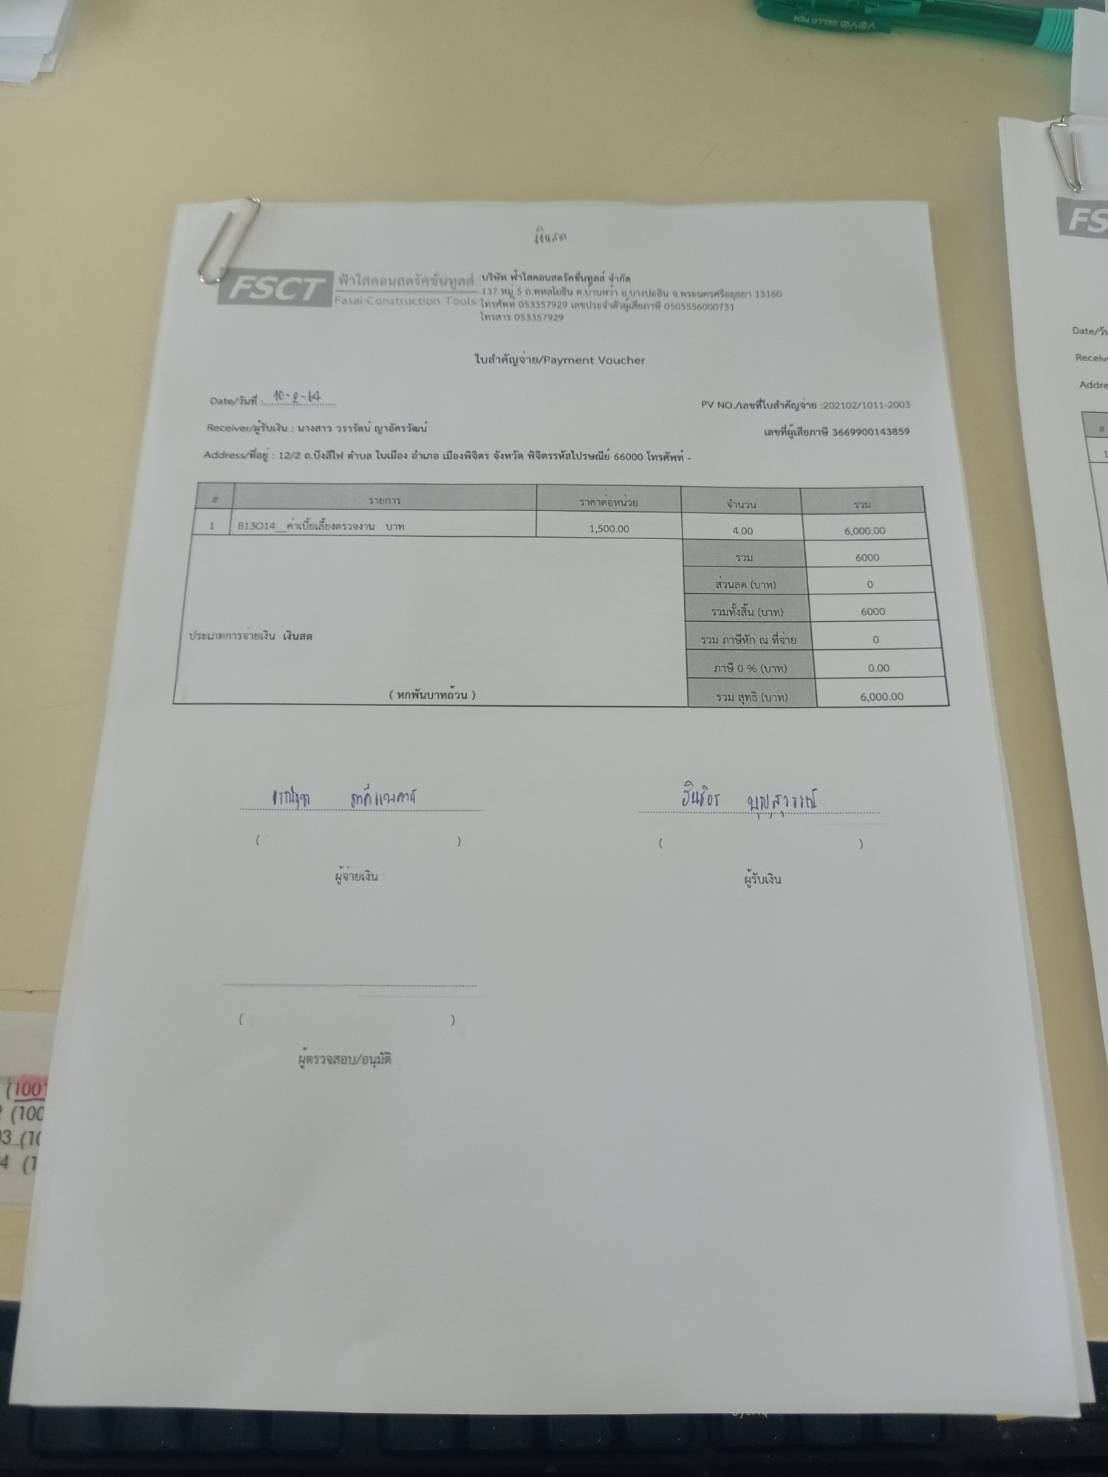 เงินสด
FSCT
ฟ้าใสคอนสตรัคชั่นทูลส์
Fasai Construction Tools
บริษัท ฟ้าใสคอนสตรัคชั่นทูลส์ จำกัด
137 หมู่ 5 ถ.พหลโยธิน ต.บ้านหว้า อ.บางปะอิน จ.พระนครศรีอยุธยา 13160
โทรศัพท์ 053357929 เลขประจำตัวผู้เสียภาษี 0505556000731
โทรสาร 053357929
ใบสำคัญจ่าย/Payment Voucher
Date/วันที่ : 10-2-64
PV NO./เลขที่ใบสำคัญจ่าย :202102/1011-2003
Receiver/ผู้รับเงิน : นางสาว วรารัตน์ ญาอัครวัฒน์
เลขที่ผู้เสียภาษี 3669900143859
Address/ที่อยู่ : 12/2 ถ.บึงสีไฟ ตำบล ในเมือง อำเภอ เมืองพิจิตร จังหวัด พิจิตรรหัสไปรษณีย์ 66000 โทรศัพท์ -
# รายการ ราคาต่อหน่วย จำนวน รวม
1 813014__ค่าเบี้ยเลี้ยงตรวจงาน บาท 1,500.00 4.00 6,000.00
รวม 6000
ส่วนลด (บาท) 0
รวมทั้งสิ้น (บาท) 6000
ประเภทการจ่ายเงิน เงินสด
รวม ภาษีหัก ณ ที่จ่าย 0
ภาษี 0 % (บาท) 0.00
( หกพันบาทถ้วน )
รวม สุทธิ (บาท) 6,000.00
( )
( )
ผู้จ่ายเงิน
ผู้รับเงิน
( )
ผู้ตรวจสอบ/อนุมัติ
FS
Date/วั
Receiv
Addre
#
1
(1001
(100
03 (10
4 (1